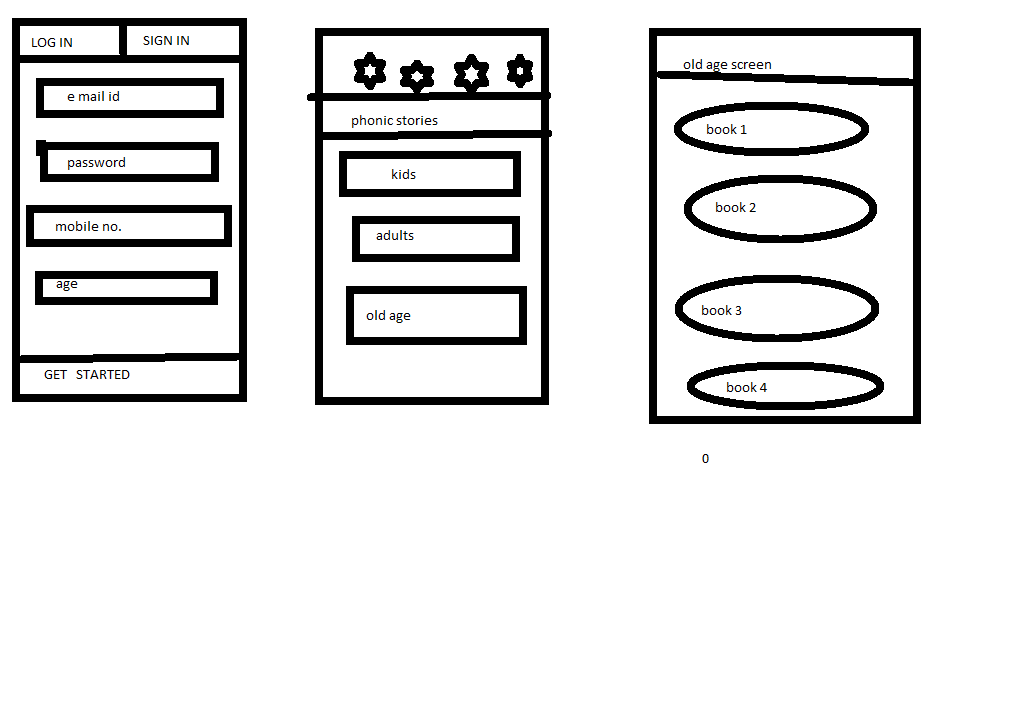 LOG IN
SIGN IN
e mail id
password
mobile no.
age
GET STARTED
phonic stories
kids
adults
old age
old age screen
book 1
book 2
book 3
book 4
0